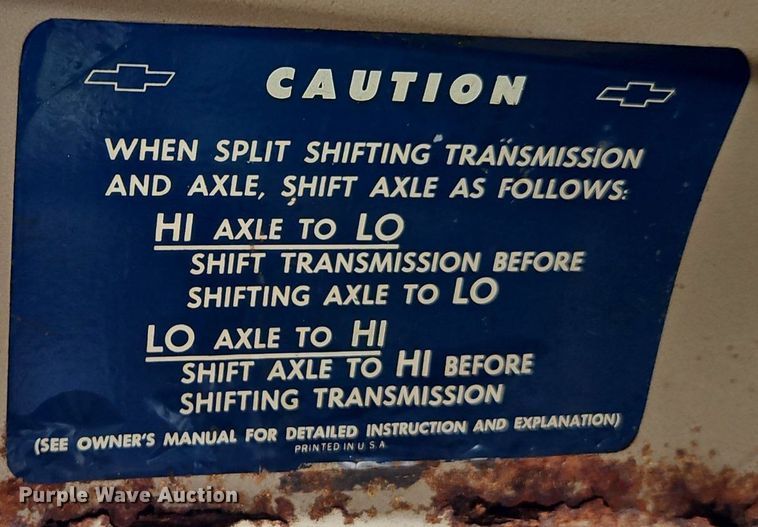 CAUTION
WHEN SPLIT SHIFTING TRANSMISSION
AND AXLE, SHIFT AXLE AS FOLLOWS:
HI AXLE TO LO
SHIFT TRANSMISSION BEFORE
SHIFTING AXLE TO LO
LO AXLE TO HI
SHIFT AXLE TO HI BEFORE
SHIFTING TRANSMISSION
(SEE OWNER'S MANUAL FOR DETAILED INSTRUCTION AND EXPLANATION)
PRINTED IN U.S.A.
Purple Wave Auction